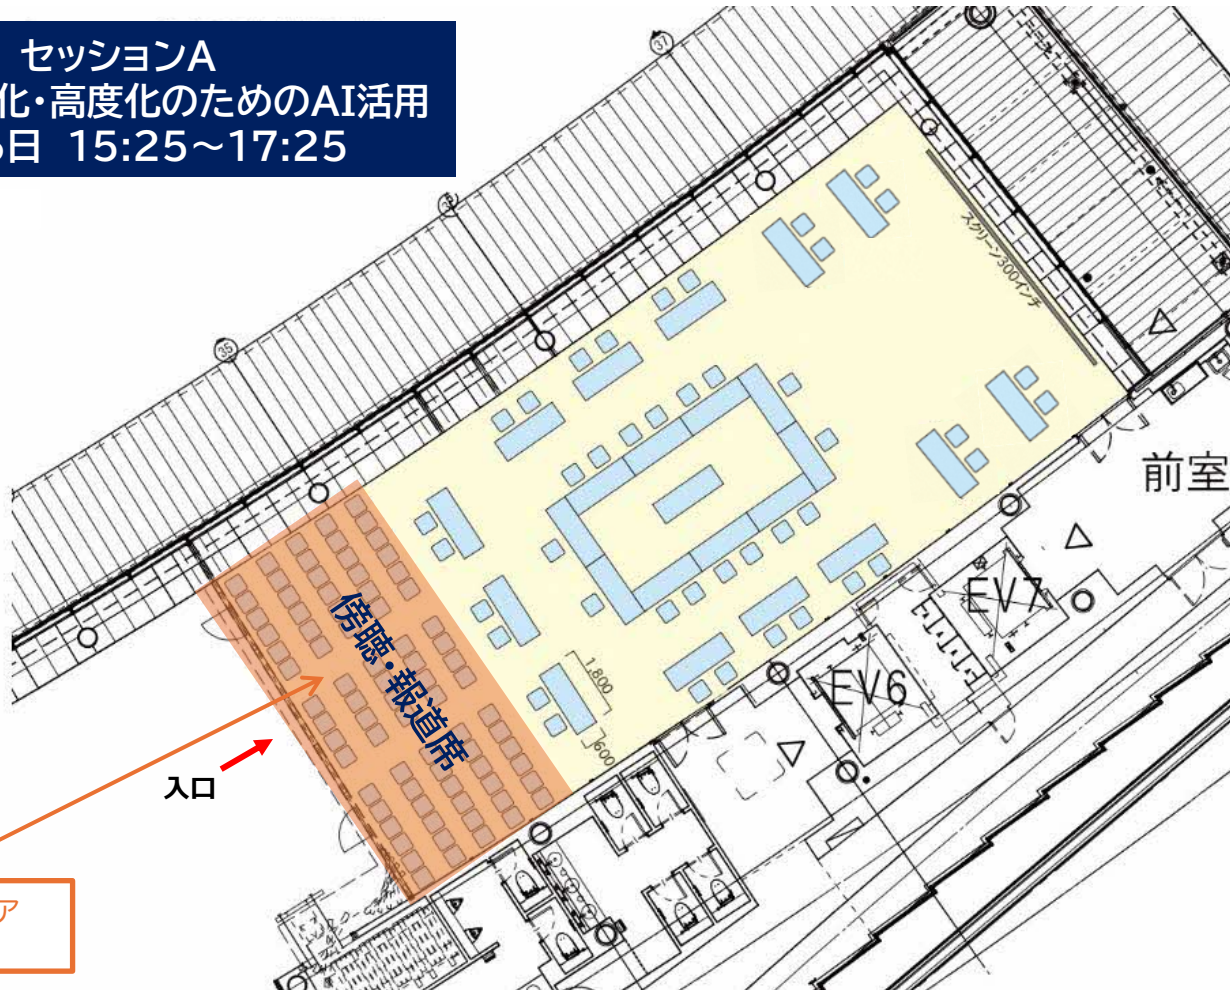 セッションA
化・高度化のためのAI活用
日 15:25～17:25
37
35
スクリーン300インチ
前室
EV7
EV6
傍聴・報道席
1,800
600
入口
ア